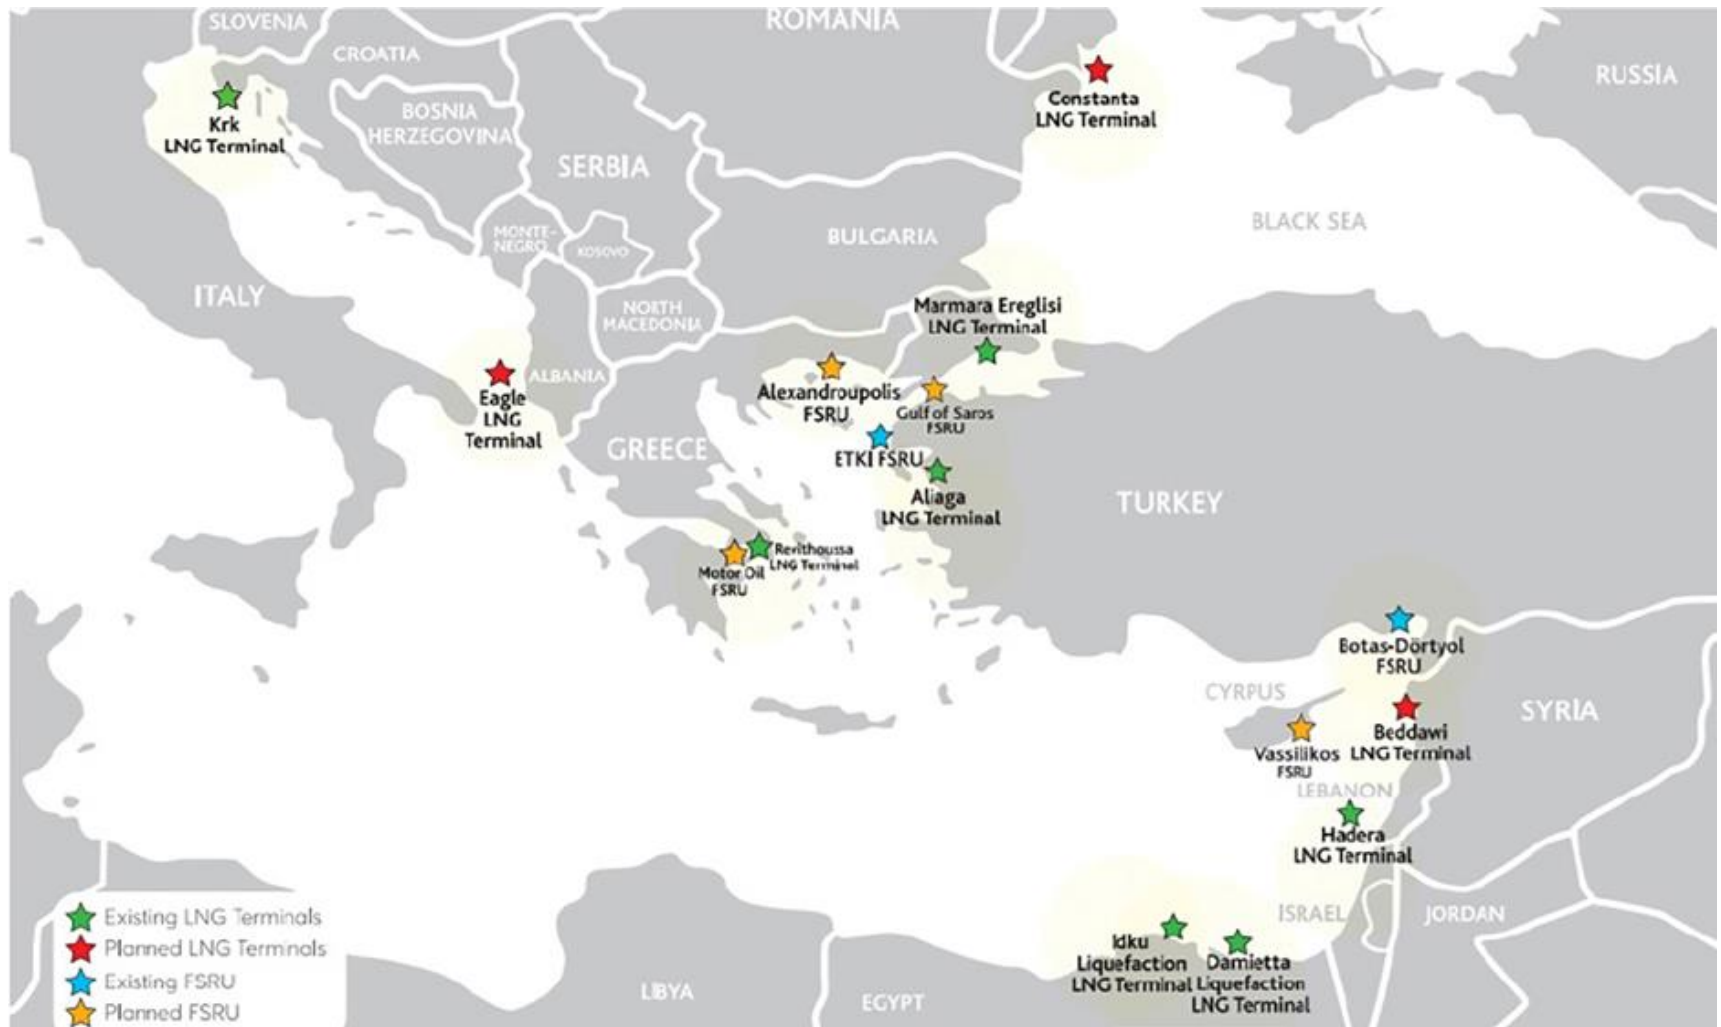 SLOVENIA
ROMANIA
CROATIA
RUSSIA
Constanta
LNG Terminal
Krk
LNG Terminal
BOSNIA
HERZEGOVINA
SERBIA
BLACK SEA
MONTE-
NEGRO
KOSOVO
BULGARIA
ITALY
NORTH
MACEDONIA
Marmara Ereglisi
LNG Terminal
ALBANIA
Eagle
LNG
Terminal
Alexandroupolis
FSRU
Gulf of Saros
FSRU
GREECE
ETKI FSRU
Aliaga
LNG Terminal
TURKEY
Revithoussa
LNG Terminal
Motor Oil
FSRU
Botas-Dörtyol
FSRU
CYRPUS
SYRIA
Vassilikos
FSRU
Beddawi
LNG Terminal
LEBANON
Hadera
LNG Terminal
ISRAEL
JORDAN
Idku
Liquefaction
LNG Terminal
Damietta
Liquefaction
LNG Terminal
LIBYA
EGYPT
Existing LNG Terminals
Planned LNG Terminals
Existing FSRU
Planned FSRU